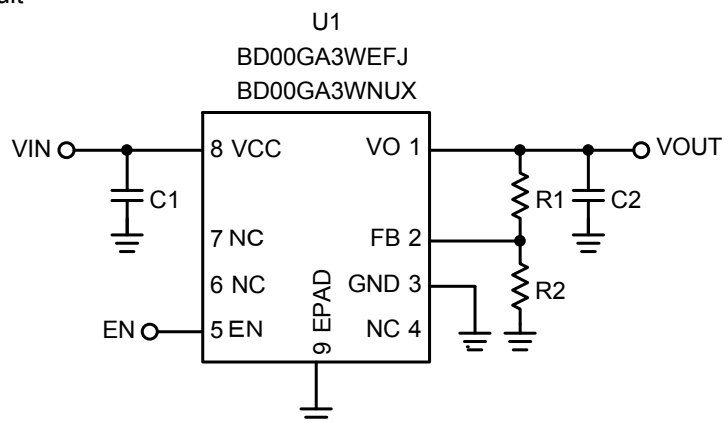 U1
BD00GA3WEFJ
BD00GA3WNUX
VIN
8 VCC
VO 1
VOUT
C1
R1
C2
7 NC
FB 2
6 NC
GND 3
R2
EN
5 EN
9 EPAD
NC 4